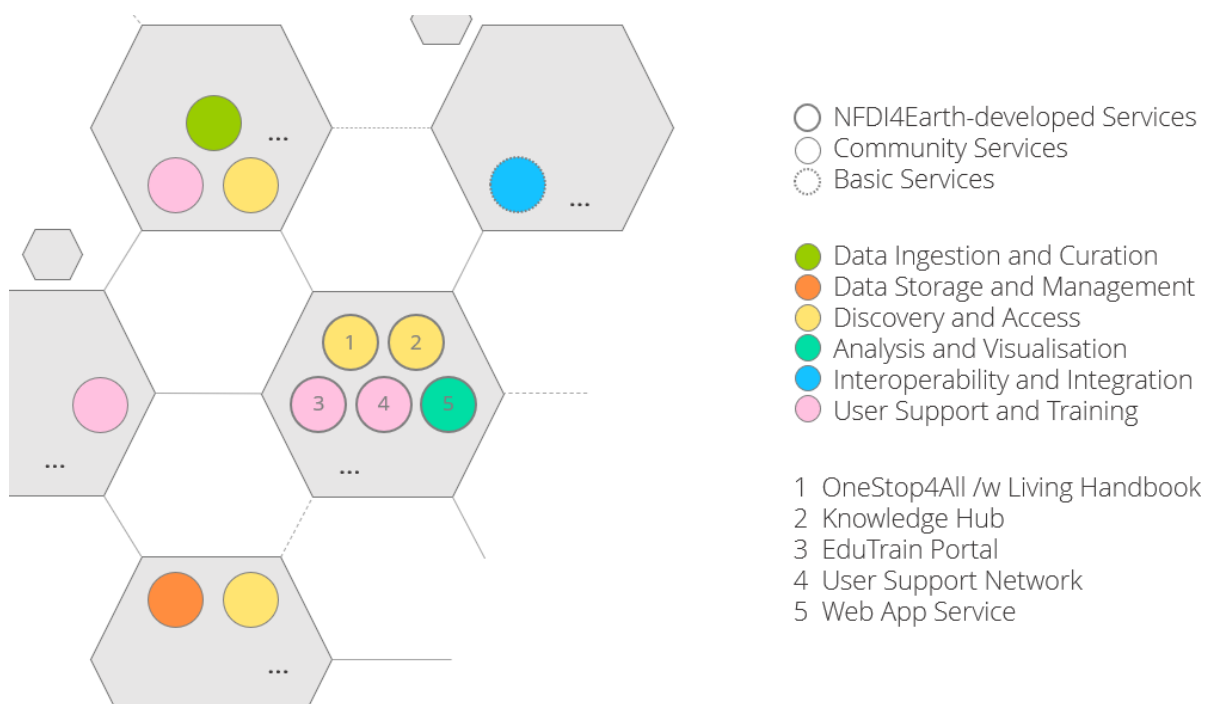 ...
...
1 2
3 4 5
...
...
...
NFDI4Earth-developed Services
Community Services
Basic Services
Data Ingestion and Curation
Data Storage and Management
Discovery and Access
Analysis and Visualisation
Interoperability and Integration
User Support and Training
1 OneStop4All /w Living Handbook
2 Knowledge Hub
3 EduTrain Portal
4 User Support Network
5 Web App Service